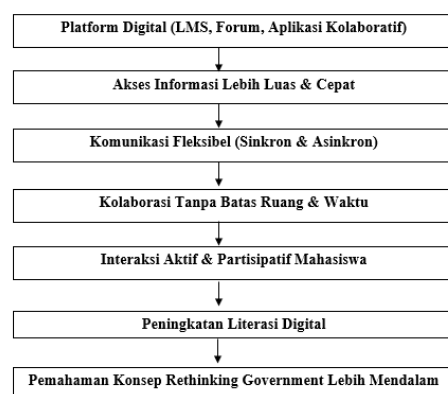 Platform Digital (LMS, Forum, Aplikasi Kolaboratif)
Akses Informasi Lebih Luas & Cepat
Komunikasi Fleksibel (Sinkron & Asinkron)
Kolaborasi Tanpa Batas Ruang & Waktu
Interaksi Aktif & Partisipatif Mahasiswa
Peningkatan Literasi Digital
Pemahaman Konsep Rethinking Government Lebih Mendalam